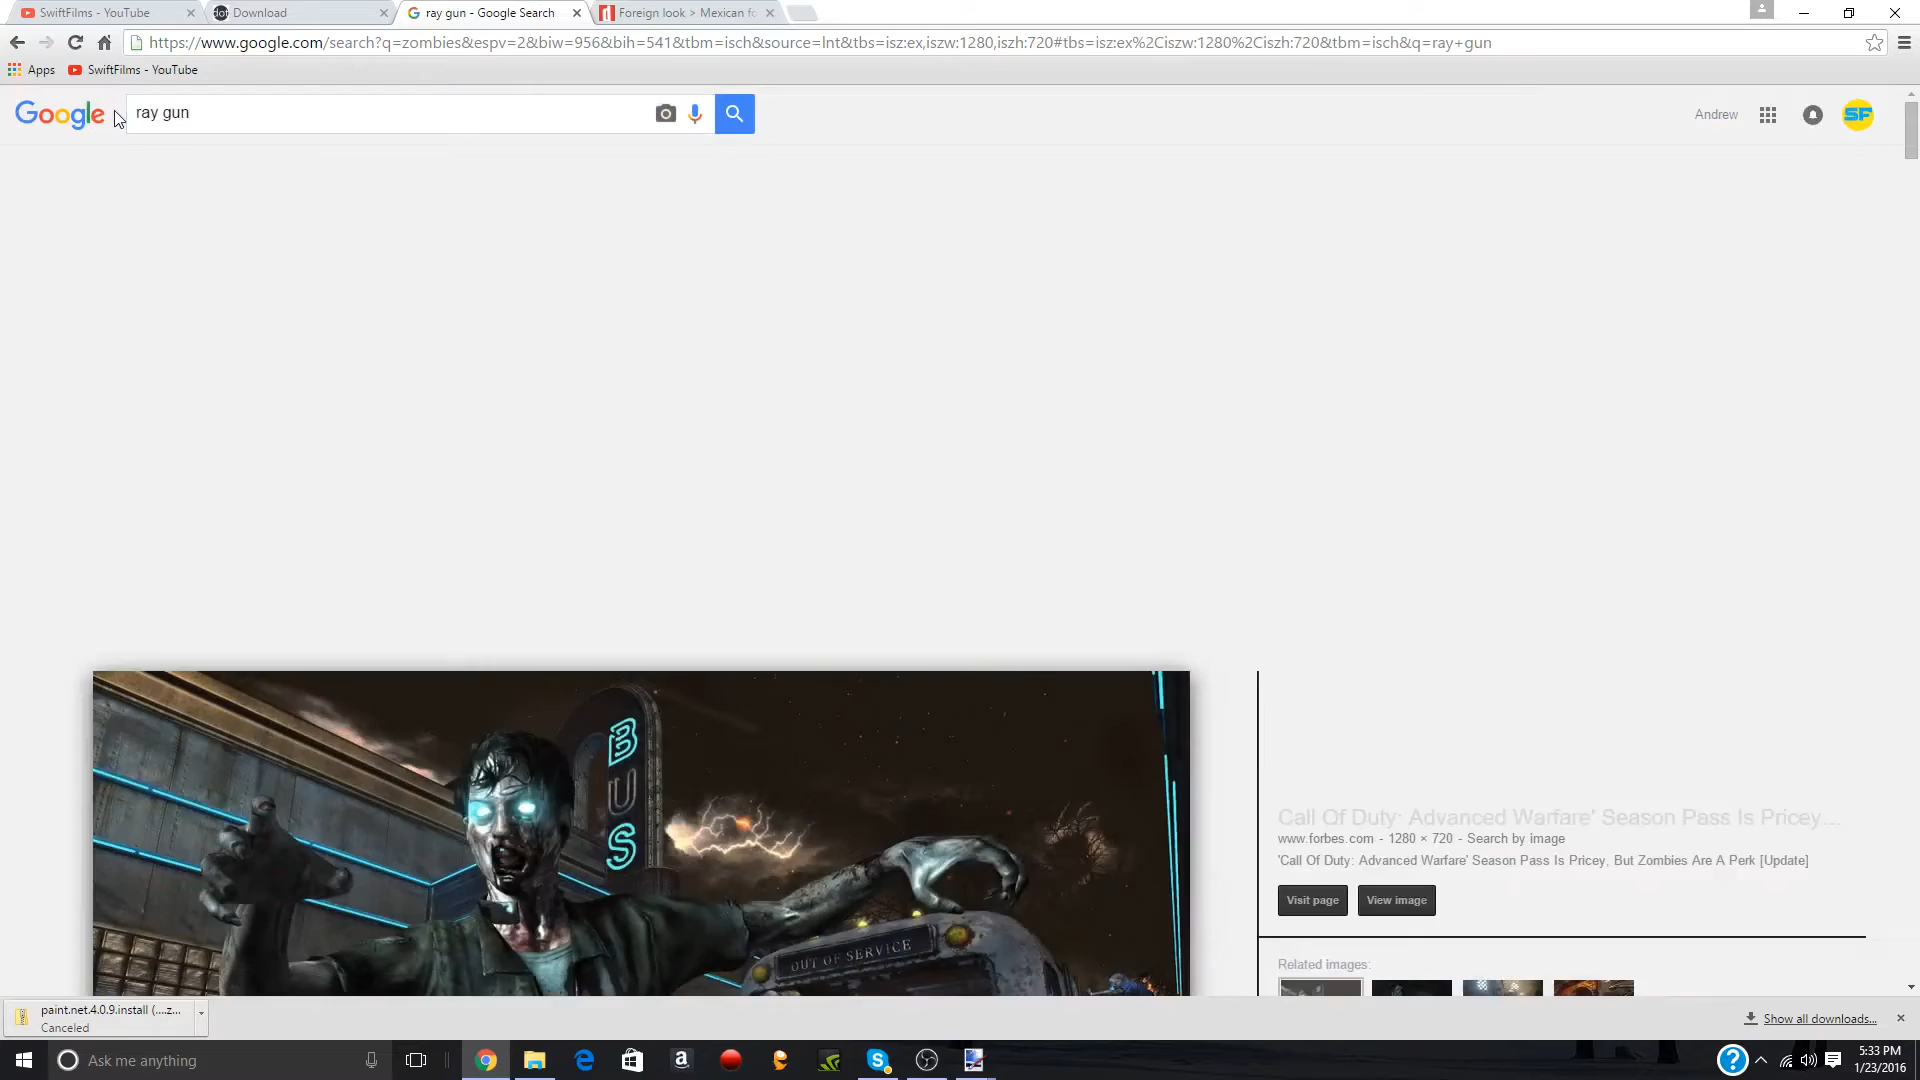 SwiftFilms - YouTube
Download
ray gun - Google Search
Foreign look > Mexican fo
https://www.google.com/search?q=zombies&espv=2&biw=956&bih=541&tbm=isch&source=lnt&tbs=isz:ex,iszw:1280,iszh:720#tbs=isz:ex%2Ciszw:1280%2Ciszh:720&tbm=isch&q=ray+gun
Apps
SwiftFilms - YouTube
Google
ray gun
Andrew
SF
BUS
OUT OF SERVICE
Call Of Duty: Advanced Warfare' Season Pass Is Pricey...
www.forbes.com - 1280 × 720 - Search by image
'Call Of Duty: Advanced Warfare' Season Pass Is Pricey, But Zombies Are A Perk [Update]
Visit page
View image
Related images:
paint.net.4.0.9.install (....z...
Canceled
Show all downloads...
Ask me anything
5:33 PM
1/23/2016